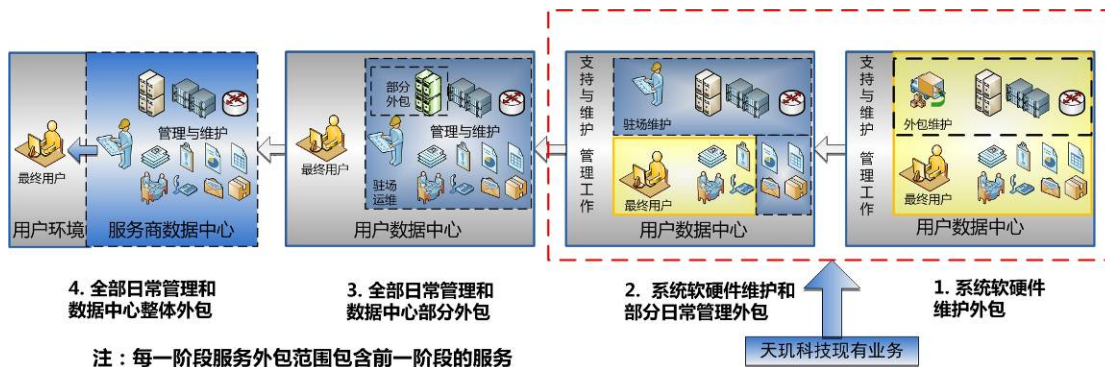 管理与维护
最终用户
用户环境
服务商数据中心
部分
外包
管理与维护
最终用户
驻场
运维
用户数据中心
支持与维护
管理工作
驻场维护
最终用户
用户数据中心
支持与维护
管理工作
外包维护
最终用户
用户数据中心
4. 全部日常管理和
数据中心整体外包
3. 全部日常管理和
数据中心部分外包
2. 系统软硬件维护和
部分日常管理外包
1. 系统软硬件
维护外包
注：每一阶段服务外包范围包含前一阶段的服务
天玑科技现有业务